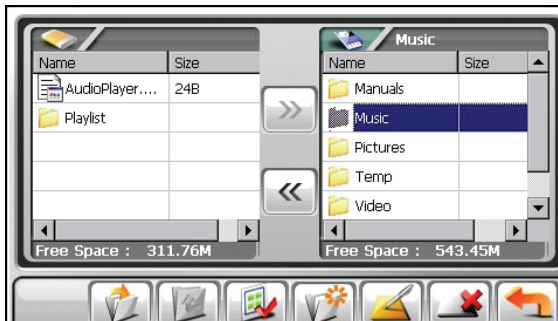 Music
Name Size
AudioPlayer.... 24B
Playlist
Free Space : 311.76M
Name Size
Manuals
Music
Pictures
Temp
Video
Free Space : 543.45M